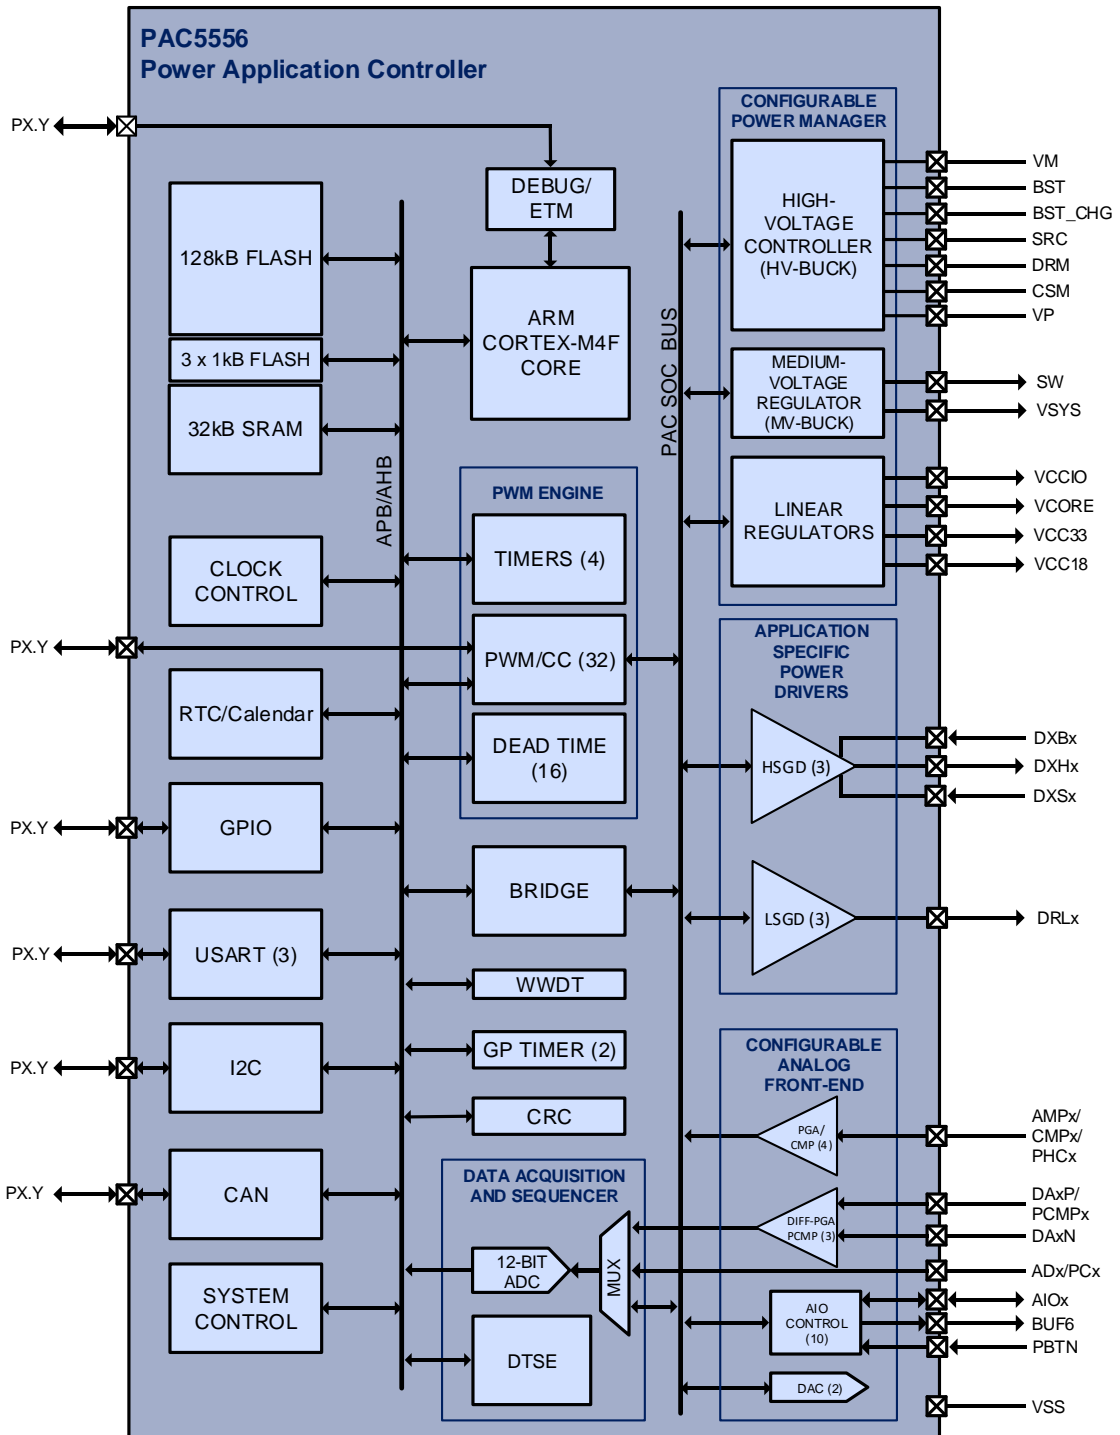 PAC5556
Power Application Controller
PX.Y
DEBUG/
ETM
128kB FLASH
3 x 1kB FLASH
32kB SRAM
ARM
CORTEX-M4F
CORE
APB/AHB
PAC SOC BUS
CLOCK
CONTROL
PX.Y
RTC/Calendar
PX.Y
GPIO
PX.Y
USART (3)
PX.Y
I2C
PX.Y
CAN
SYSTEM
CONTROL
PWM ENGINE
TIMERS (4)
PWM/CC (32)
DEAD TIME
(16)
BRIDGE
WWDT
GP TIMER (2)
CRC
DATA ACQUISITION
AND SEQUENCER
12-BIT
ADC
MUX
DTSE
CONFIGURABLE
POWER MANAGER
HIGH-
VOLTAGE
CONTROLLER
(HV-BUCK)
VM
BST
BST_CHG
SRC
DRM
CSM
VP
MEDIUM-
VOLTAGE
REGULATOR
(MV-BUCK)
SW
VSYS
LINEAR
REGULATORS
VCCIO
VCORE
VCC33
VCC18
APPLICATION
SPECIFIC
POWER
DRIVERS
HSGD (3)
DXBx
DXHx
DXSx
LSGD (3)
DRLx
CONFIGURABLE
ANALOG
FRONT-END
PGA/
CMP (4)
AMPx/
CMPx/
PHCx
DIFF-PGA
PCMP (3)
DAxP/
PCMPx
DAxN
ADx/PCx
AIO
CONTROL
(10)
AIOx
BUF6
PBTN
DAC (2)
VSS